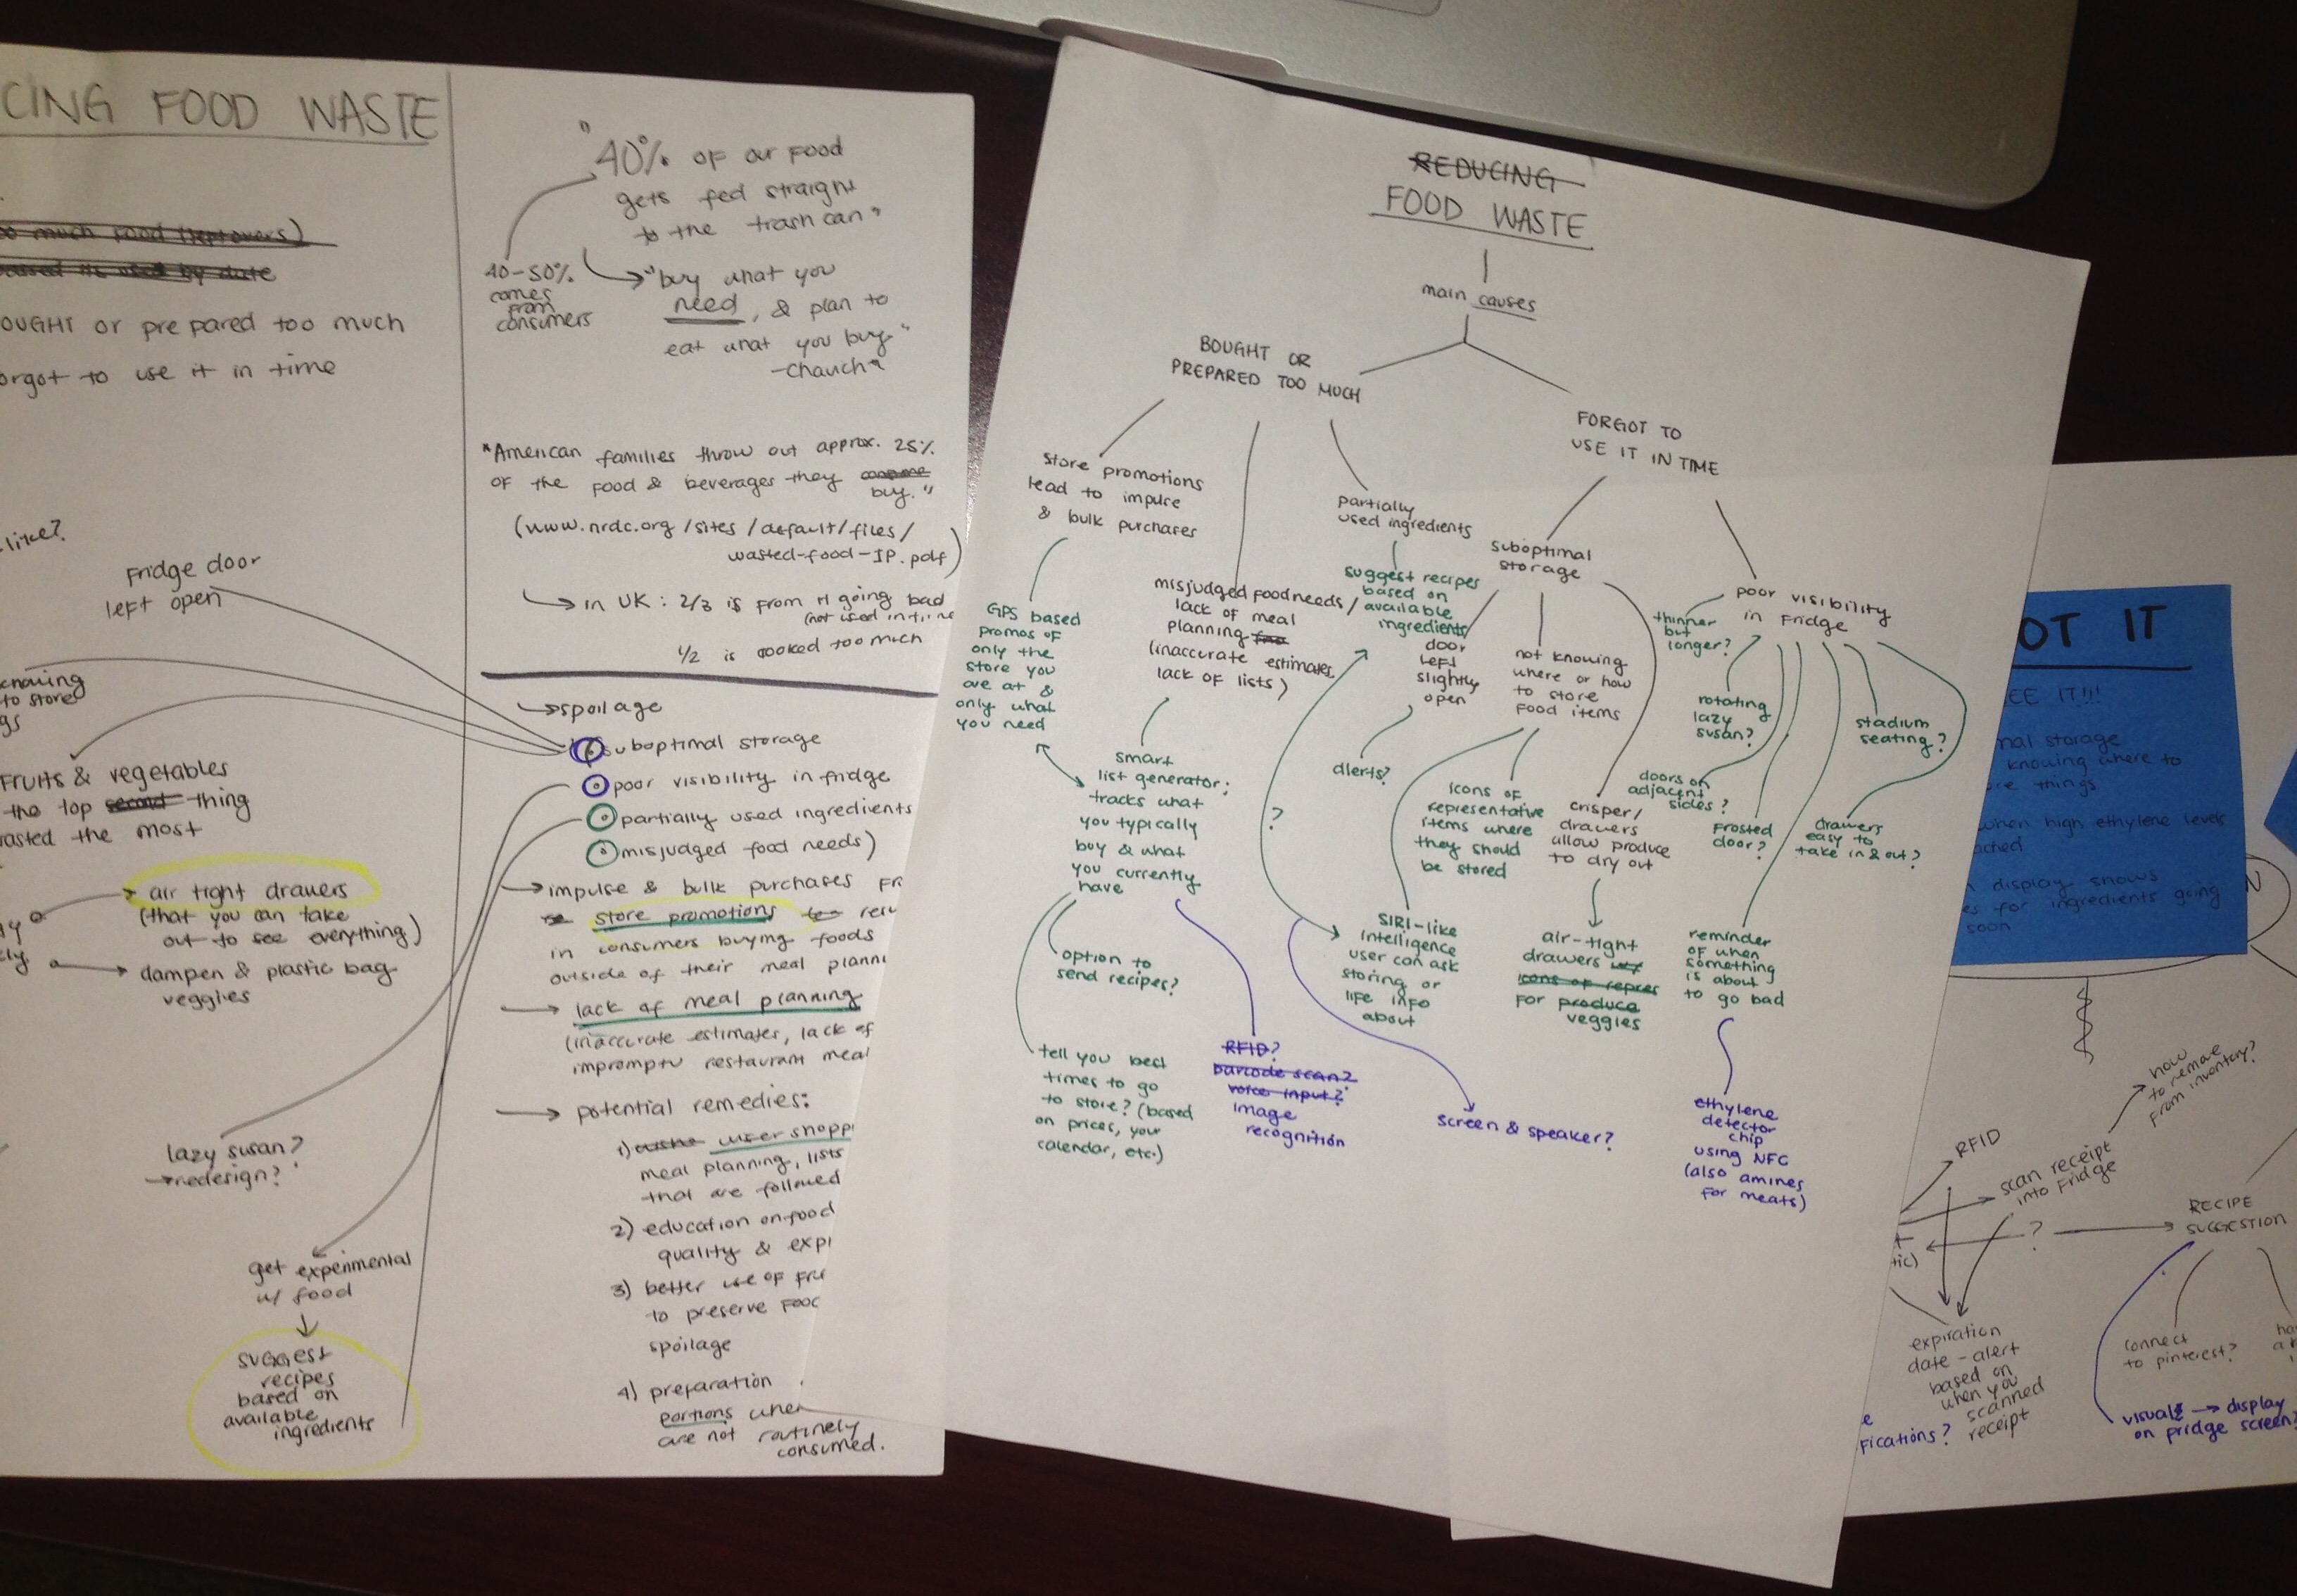 CING FOOD WASTE
much food (leftovers)
used by date
OUGHT or prepared too much
orgot to use it in time
like?
Fridge door
left open
knowing
to store
gs
FRUITS & vegetables
the top second thing
asted the most
air tight drawers
(that you can take
out to see everything)
dampen & plastic bag
veggies
lazy susan?
redesign?
get experimental
w/ food
suggest
recipes
based on
available
ingredients
"40% of our food
gets fed straight
to the trash can"
40-50%
comes
from
consumers
"buy what you
need, & plan to
eat what you buy."
"American families throw out approx. 25%
of the food & beverages they consume
buy."
(www.nrdc.org/sites/default/files/
wasted-food-IP.pdf)
in UK: 2/3 is from it going bad
(not used in time
1/2 is cooked too much
spoilage
suboptimal storage
poor visibility in fridge
partially used ingredients
misjudged food needs)
impulse & bulk purchases
store promotions
in consumers buying foods
outside of their meal planni
lack of meal planning
(inaccurate estimates, lack of
impromptu restaurant meal
potential remedies:
1) user shopp
meal planning, lists
that are followed
2) education on food
quality & expi
3) better use of
to preserve
spoilage
4) preparation
portions when
are not routinely
consumed.
REDUCING
FOOD WASTE
main causes
BOUGHT OR
PREPARED TOO MUCH
FORGOT TO
USE IT IN TIME
store promotions
lead to impulse
& bulk purchases
GPS based
promos of
only the
store you
are at &
only what
you need
misjudged food needs/
lack of meal
planning
(inaccurate estimates,
lack of lists)
smart
list generator;
tracks what
you typically
buy & what
you currently
have
option to
send recipes?
tell you best
times to go
to store? (based
on prices, your
calendar, etc.)
RFID?
barcode scan?
voice input?
image
recognition
partially
used ingredients
suggest recipes
based on
available
ingredients
?
suboptimal
storage
door
left
slightly
open
alerts?
not knowing
where or how
to store
food items
icons of
representative
items where
they should
be stored
SIRI-like
intelligence
user can ask
storing or
life info
about
screen & speaker?
crisper/
drawers
allow produce
to dry out
air-tight
drawers
icons of repres
for produce
veggies
poor visibility
in fridge
thinner
but
longer?
rotating
lazy
susan?
doors on
adjacent
sides?
frosted
door?
stadium
seating?
drawers
easy to
take in & out?
reminder
of when
something
is about
to go bad
ethylene
detector
chip
using NFC
(also amines
for meats)
OT IT
EE IT!!!
nal storage
knowing where to
re things
when high ethylene levels
ached
display shows
es for ingredients going
soon
how
to remove
from inventory?
RFID
scan receipt
into fridge
?
RECIPE
SUGGESTION
tic)
expiration
date - alert
based on
when you
scanned
receipt
connect
to pinterest?
e
fications?
visuals → display
on fridge screen?